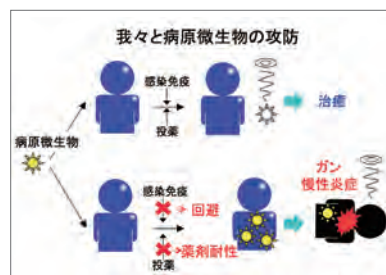 我々と病原微生物の攻防
感染免疫
投薬
治癒
病原微生物
感染免疫
回避
薬剤耐性
投薬
ガン
慢性炎症